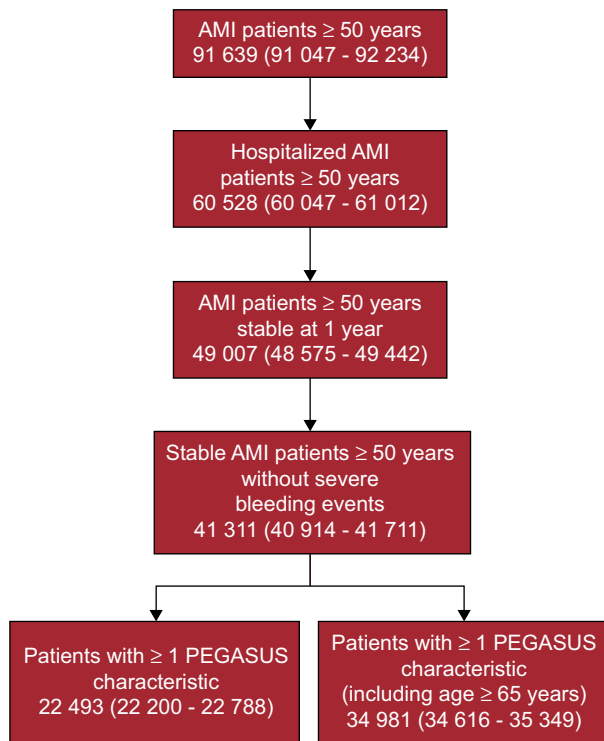 AMI patients ≥ 50 years
91 639 (91 047 - 92 234)
Hospitalized AMI
patients ≥ 50 years
60 528 (60 047 - 61 012)
AMI patients ≥ 50 years
stable at 1 year
49 007 (48 575 - 49 442)
Stable AMI patients ≥ 50 years
without severe
bleeding events
41 311 (40 914 - 41 711)
Patients with ≥ 1 PEGASUS
characteristic
22 493 (22 200 - 22 788)
Patients with ≥ 1 PEGASUS
characteristic
(including age ≥ 65 years)
34 981 (34 616 - 35 349)